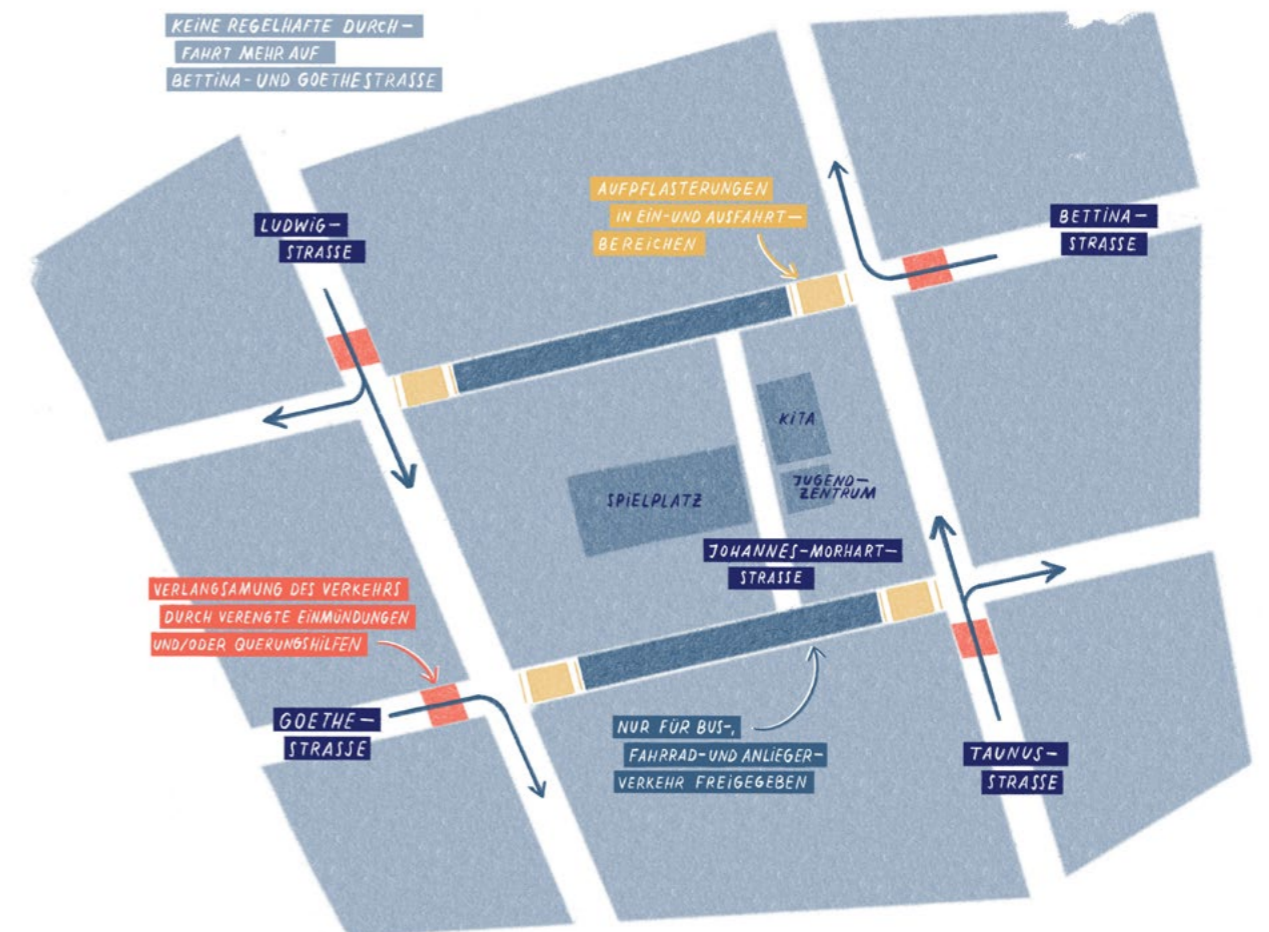 KEINE REGELHAFTE DURCH-
FAHRT MEHR AUF
BETTINA- UND GOETHESTRASSE
LUDWIG-
STRASSE
AUFPFLASTERUNGEN
IN EIN- UND AUSFAHRT-
BEREICHEN
BETTINA-
STRASSE
KITA
SPIELPLATZ
JUGEND-
ZENTRUM
JOHANNES-MORHART-
STRASSE
VERLANGSAMUNG DES VERKEHRS
DURCH VERENGTE EINMÜNDUNGEN
UND/ODER QUERUNGSHILFEN
GOETHE-
STRASSE
NUR FÜR BUS-,
FAHRRAD- UND ANLIEGER-
VERKEHR FREIGEGEBEN
TAUNUS-
STRASSE